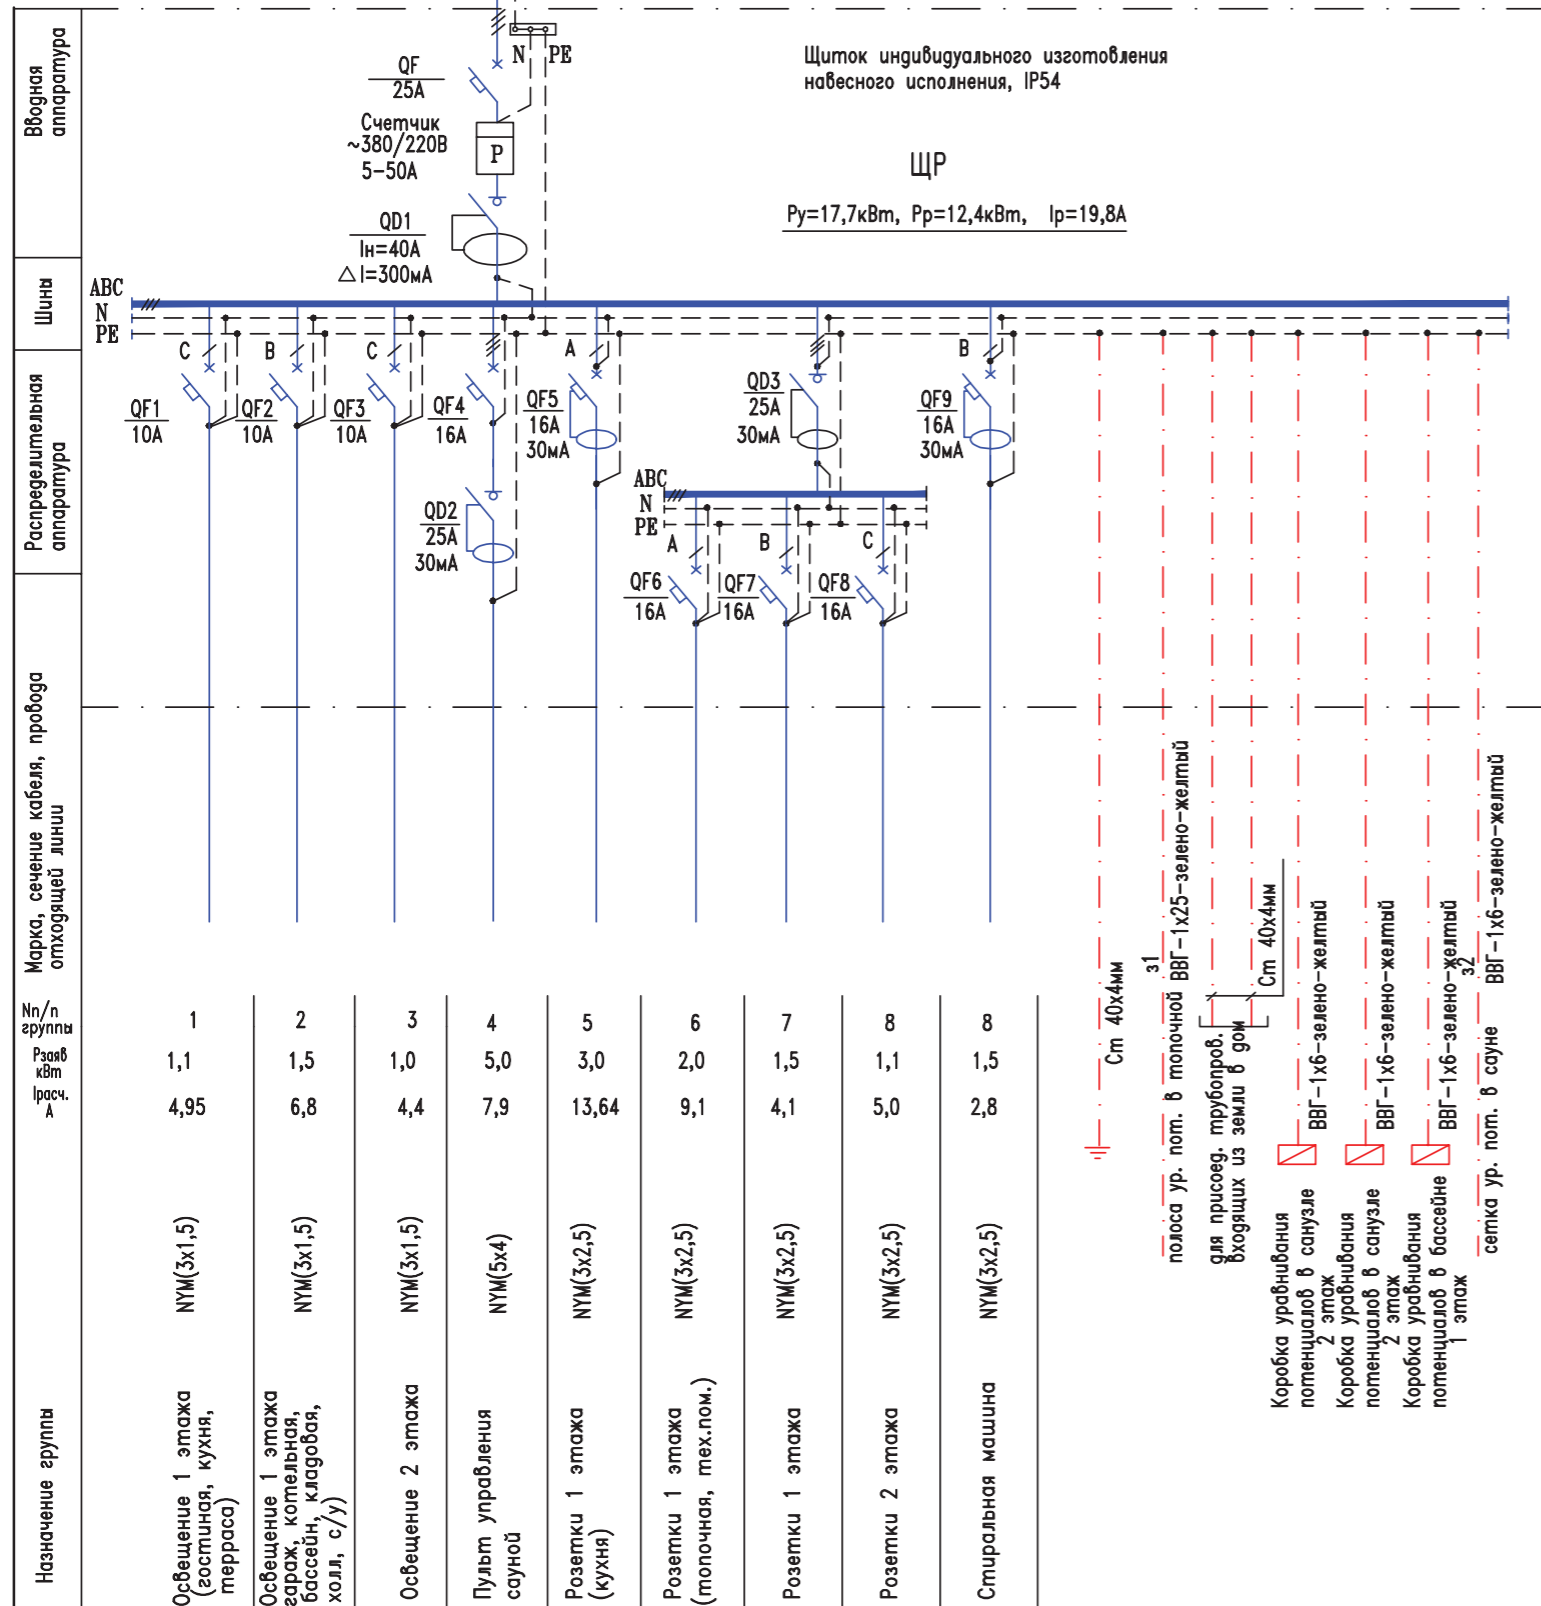 Вводная
аппаратура
Шины
Распределительная
аппаратура
Марка, сечение кабеля, провода
отходящей линии
Nп/п
группы
Рзаяв
кВт
Iрасч.
А
Назначение группы
N PE
QF
25А
Счетчик
~380/220В
5-50А
P
QD1
Iн=40А
△I=300мА
Щиток индивидуального изготовления
навесного исполнения, IP54
ЩР
Ру=17,7кВт, Рр=12,4кВт, Iр=19,8А
ABC
N
PE
C
B
C
A
B
QF1
10А
QF2
10А
QF3
10А
QF4
16А
QF5
16А
30мА
QD3
25А
30мА
QF9
16А
30мА
QD2
25А
30мА
ABC
N
PE
A
B
C
QF6
16А
QF7
16А
QF8
16А
1 2 3 4 5 6 7 8 8
1,1 1,5 1,0 5,0 3,0 2,0 1,5 1,1 1,5
4,95 6,8 4,4 7,9 13,64 9,1 4,1 5,0 2,8
NYM(3х1,5)
NYM(3х1,5)
NYM(3х1,5)
NYM(5х4)
NYM(3х2,5)
NYM(3х2,5)
NYM(3х2,5)
NYM(3х2,5)
NYM(3х2,5)
Освещение 1 этажа
(гостиная, кухня,
терраса)
Освещение 1 этажа
гараж, котельная,
бассейн, кладовая,
холл, с/у)
Освещение 2 этажа
Пульт управления
сауной
Розетки 1 этажа
(кухня)
Розетки 1 этажа
(топочная, тех.пом.)
Розетки 1 этажа
Розетки 2 этажа
Стиральная машина
Ст 40х4мм
з1
полоса ур. пот. в топочной ВВГ-1х25-зелено-желтый
для присоед. трубопров.
входящих из земли в дом
Ст 40х4мм
ВВГ-1х6-зелено-желтый
ВВГ-1х6-зелено-желтый
ВВГ-1х6-зелено-желтый
з2
сетка ур. пот. в сауне ВВГ-1х6-зелено-желтый
Коробка уравнивания
потенциалов в санузле
2 этаж
Коробка уравнивания
потенциалов в санузле
2 этаж
Коробка уравнивания
потенциалов в бассейне
1 этаж